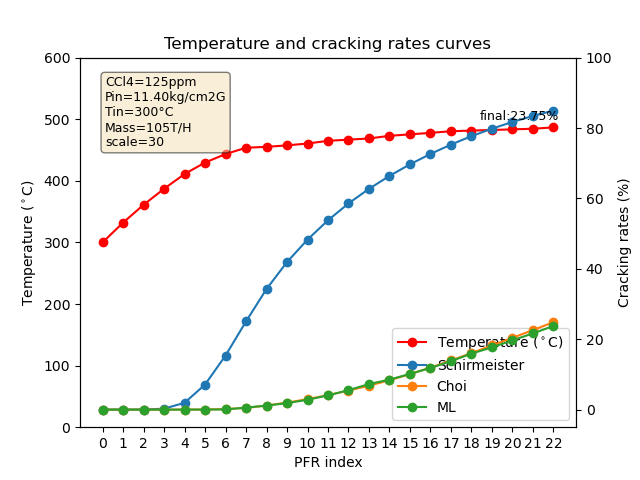 Temperature and cracking rates curves
600
500
400
300
200
100
0
Temperature (°C)
CCl4=125ppm
Pin=11.40kg/cm2G
Tin=300°C
Mass=105T/H
scale=30
final:23.75%
100
80
60
40
20
0
Cracking rates (%)
Temperature (°C)
Schirmeister
Choi
ML
0 1 2 3 4 5 6 7 8 9 10 11 12 13 14 15 16 17 18 19 20 21 22
PFR index